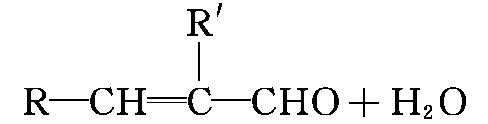 R′
R—CH═C—CHO + H₂O